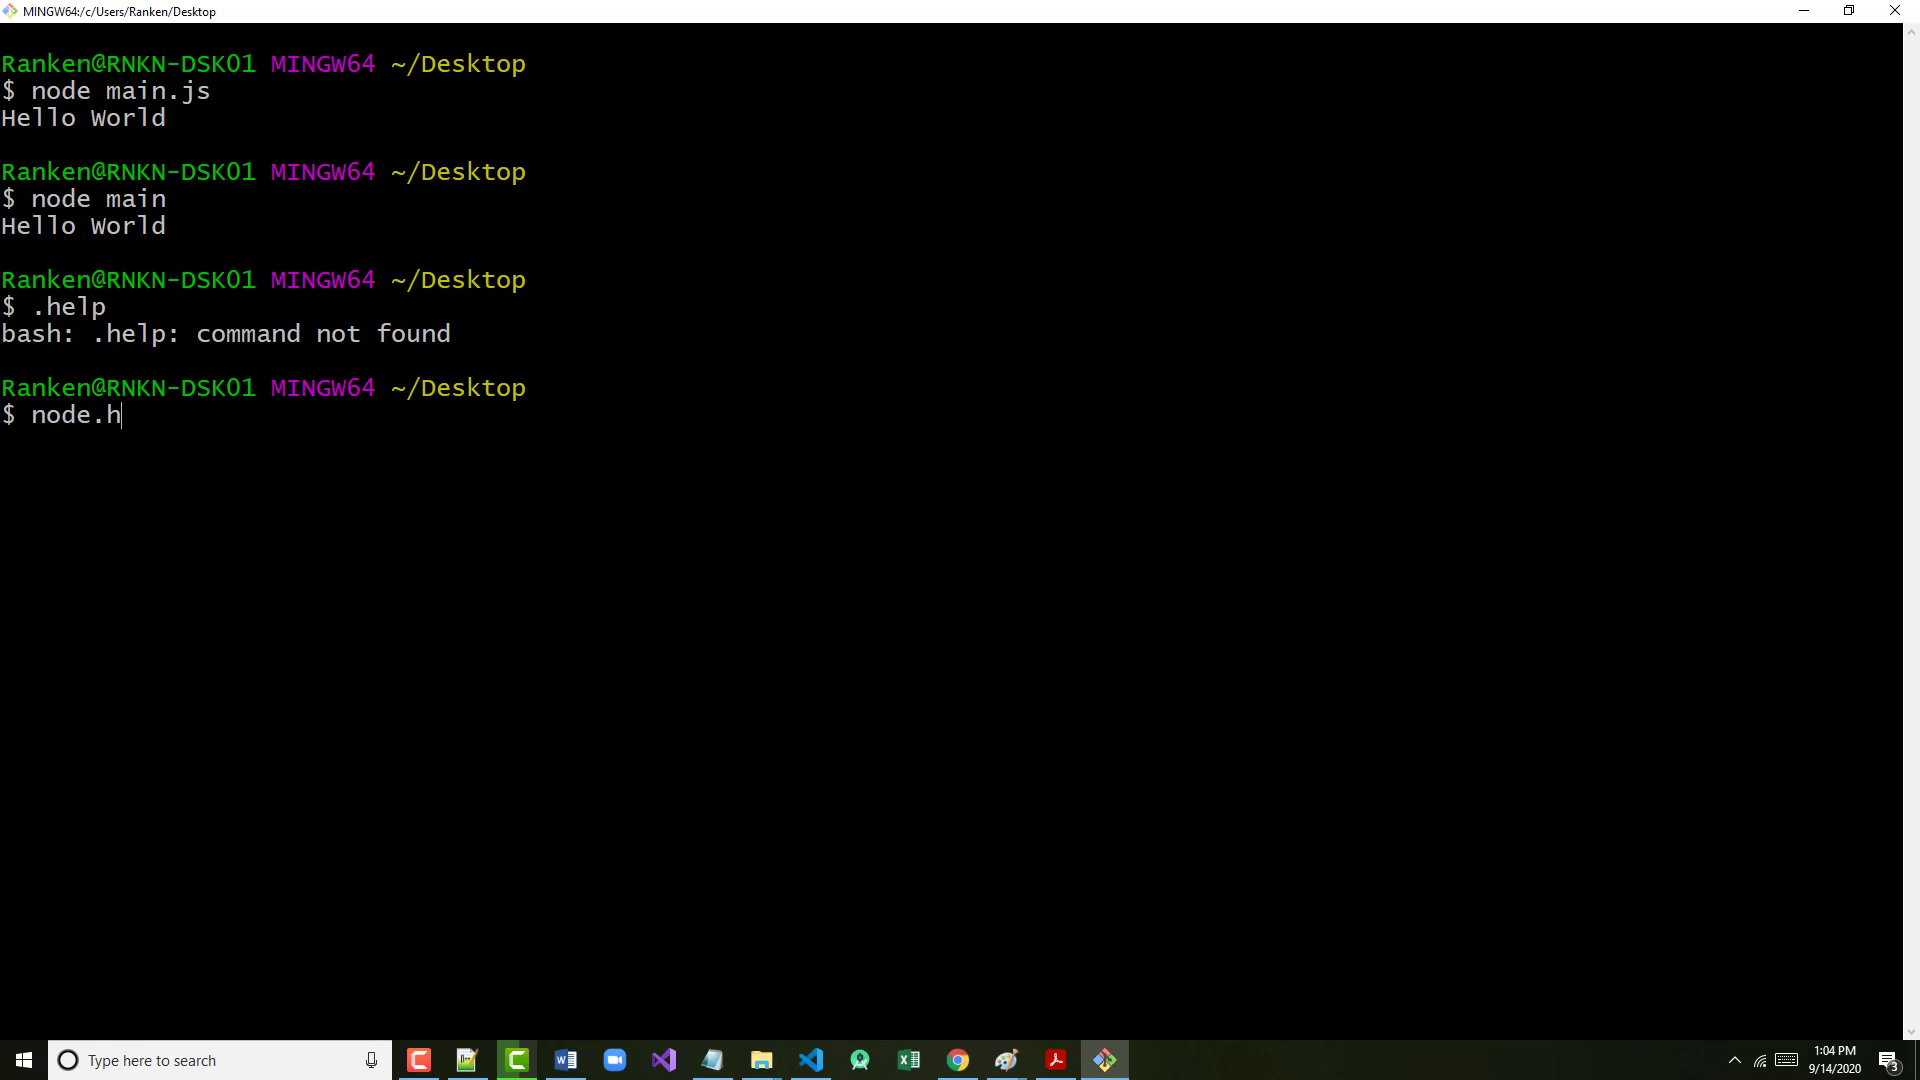 MINGW64:/c/Users/Ranken/Desktop
Ranken@RNKN-DSK01 MINGW64 ~/Desktop
$ node main.js
Hello World
Ranken@RNKN-DSK01 MINGW64 ~/Desktop
$ node main
Hello World
Ranken@RNKN-DSK01 MINGW64 ~/Desktop
$ .help
bash: .help: command not found
Ranken@RNKN-DSK01 MINGW64 ~/Desktop
$ node.h
Type here to search
1:04 PM
9/14/2020
3